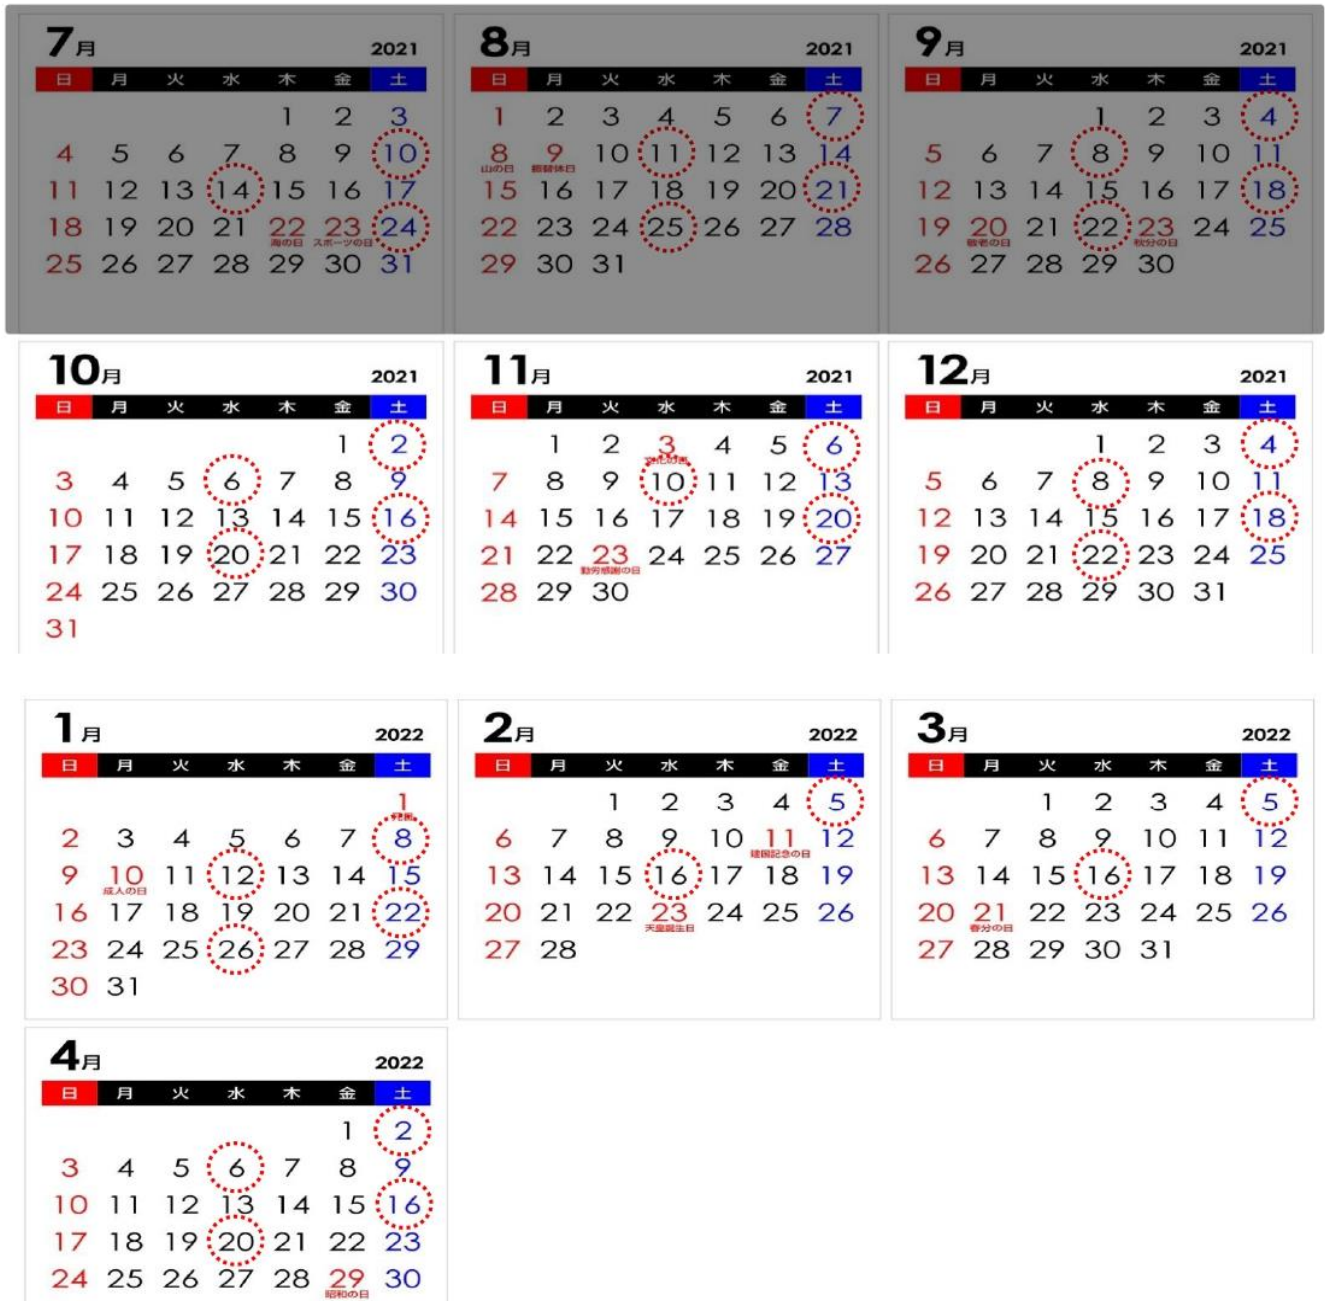 7月 2021
日 月 火 水 木 金 土
1 2 3
4 5 6 7 8 9 10
11 12 13 14 15 16 17
18 19 20 21 22 23 24
海の日 スポーツの日
25 26 27 28 29 30 31
8月 2021
日 月 火 水 木 金 土
1 2 3 4 5 6 7
8 9 10 11 12 13 14
山の日 振替休日
15 16 17 18 19 20 21
22 23 24 25 26 27 28
29 30 31
9月 2021
日 月 火 水 木 金 土
1 2 3 4
5 6 7 8 9 10 11
12 13 14 15 16 17 18
19 20 21 22 23 24 25
敬老の日 秋分の日
26 27 28 29 30
10月 2021
日 月 火 水 木 金 土
1 2
3 4 5 6 7 8 9
10 11 12 13 14 15 16
17 18 19 20 21 22 23
24 25 26 27 28 29 30
31
11月 2021
日 月 火 水 木 金 土
1 2 3 4 5 6
文化の日
7 8 9 10 11 12 13
14 15 16 17 18 19 20
21 22 23 24 25 26 27
勤労感謝の日
28 29 30
12月 2021
日 月 火 水 木 金 土
1 2 3 4
5 6 7 8 9 10 11
12 13 14 15 16 17 18
19 20 21 22 23 24 25
26 27 28 29 30 31
1月 2022
日 月 火 水 木 金 土
1
2 3 4 5 6 7 8
9 10 11 12 13 14 15
成人の日
16 17 18 19 20 21 22
23 24 25 26 27 28 29
30 31
2月 2022
日 月 火 水 木 金 土
1 2 3 4 5
6 7 8 9 10 11 12
建国記念の日
13 14 15 16 17 18 19
20 21 22 23 24 25 26
天皇誕生日
27 28
3月 2022
日 月 火 水 木 金 土
1 2 3 4 5
6 7 8 9 10 11 12
13 14 15 16 17 18 19
20 21 22 23 24 25 26
春分の日
27 28 29 30 31
4月 2022
日 月 火 水 木 金 土
1 2
3 4 5 6 7 8 9
10 11 12 13 14 15 16
17 18 19 20 21 22 23
24 25 26 27 28 29 30
昭和の日